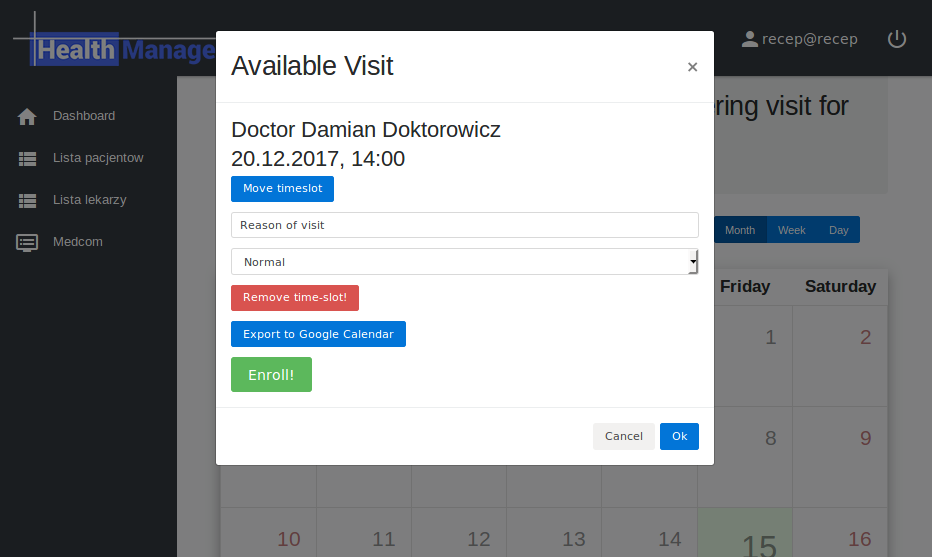 Health Manage
recep@recep
Dashboard
Lista pacjentow
Lista lekarzy
Medcom
Available Visit
×
Doctor Damian Doktorowicz
20.12.2017, 14:00
Move timeslot
Reason of visit
Normal
Remove time-slot!
Export to Google Calendar
Enroll!
Cancel Ok
ring visit for
Month Week Day
Friday Saturday
1 2
8 9
10 11 12 13 14 15 16